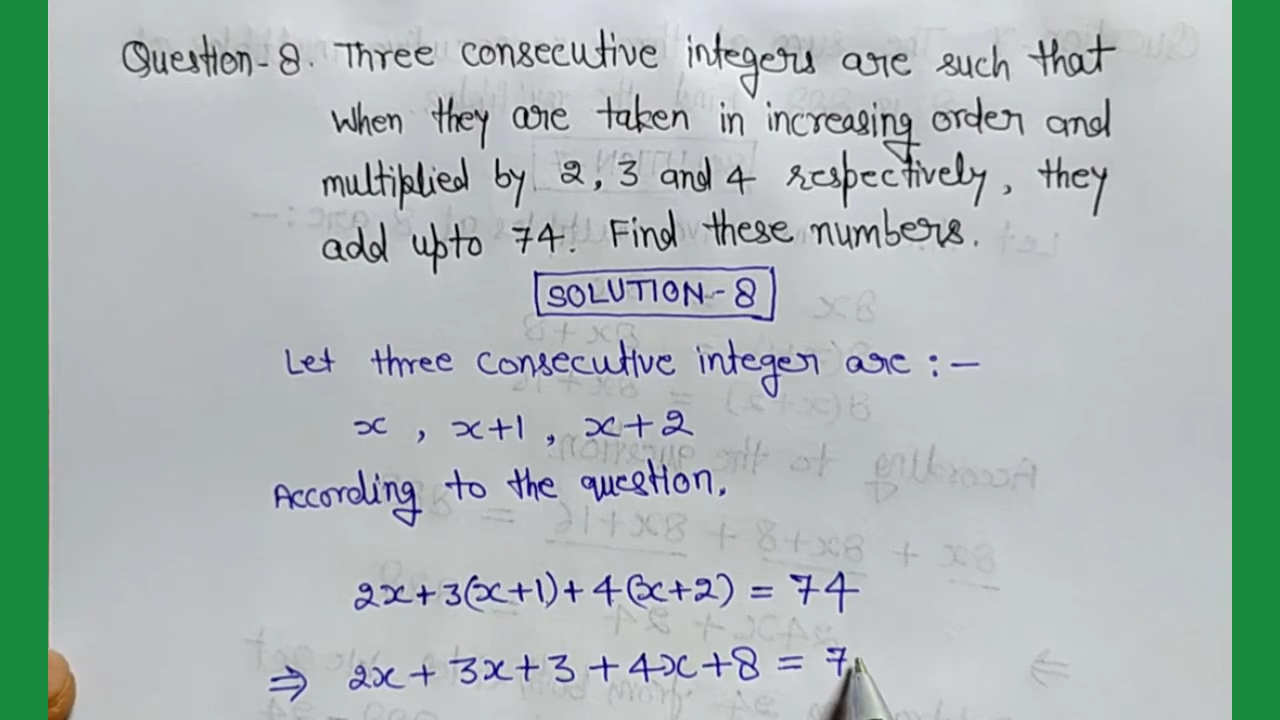 Question-8. Three consecutive integers are such that
When they are taken in increasing order and
multiplied by 2, 3 and 4 respectively, they
add upto 74. Find these numbers.
SOLUTION-8
Let three consecutive integer are :-
x , x+1 , x+2
According to the question,
2x+3(x+1)+4(x+2) = 74
⇒ 2x + 3x+3 + 4x+8 = 7